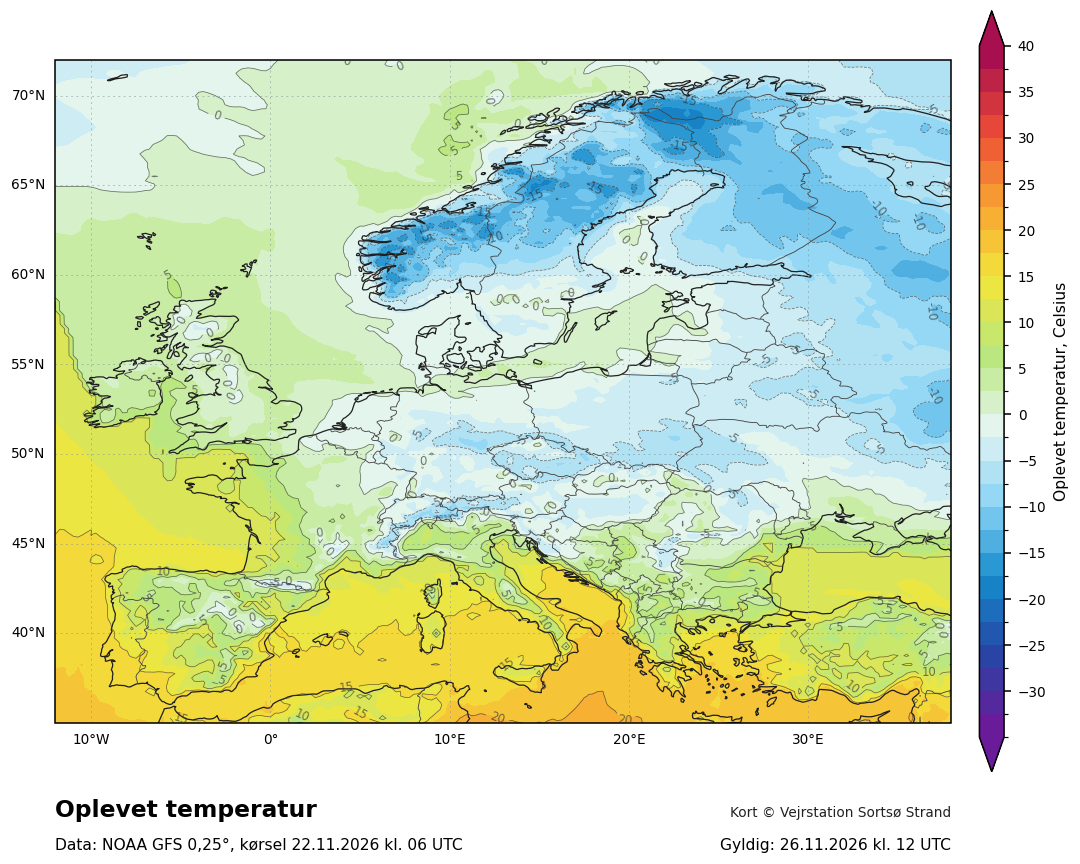 70°N
65°N
60°N
55°N
50°N
45°N
40°N
10°W 0° 10°E 20°E 30°E
40
35
30
25
20
15
10
5
0
−5
−10
−15
−20
−25
−30
Oplevet temperatur, Celsius
Oplevet temperatur
Kort © Vejrstation Sortsø Strand
Data: NOAA GFS 0,25°, kørsel 22.11.2026 kl. 06 UTC
Gyldig: 26.11.2026 kl. 12 UTC